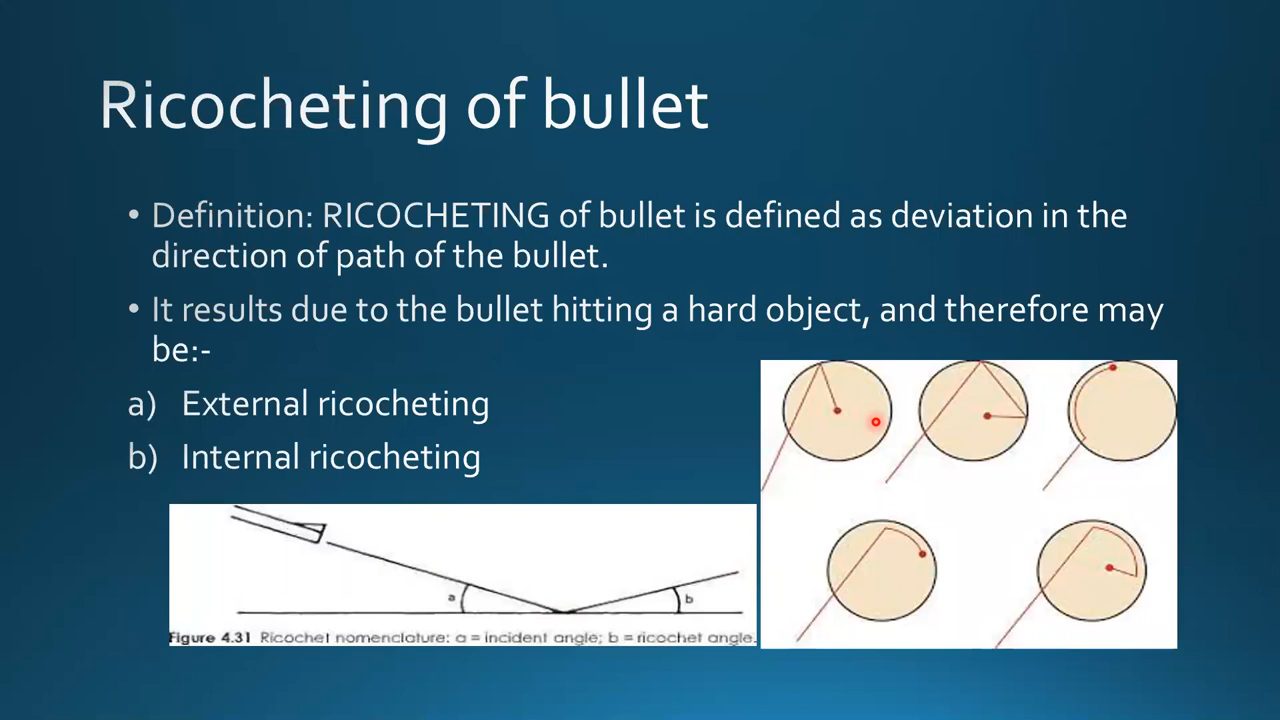 Ricocheting of bullet
• Definition: RICOCHETING of bullet is defined as deviation in the
direction of path of the bullet.
• It results due to the bullet hitting a hard object, and therefore may
be:-
a) External ricocheting
b) Internal ricocheting
a
b
Figure 4.31 Ricochet nomenclature: a = incident angle; b = ricochet angle.